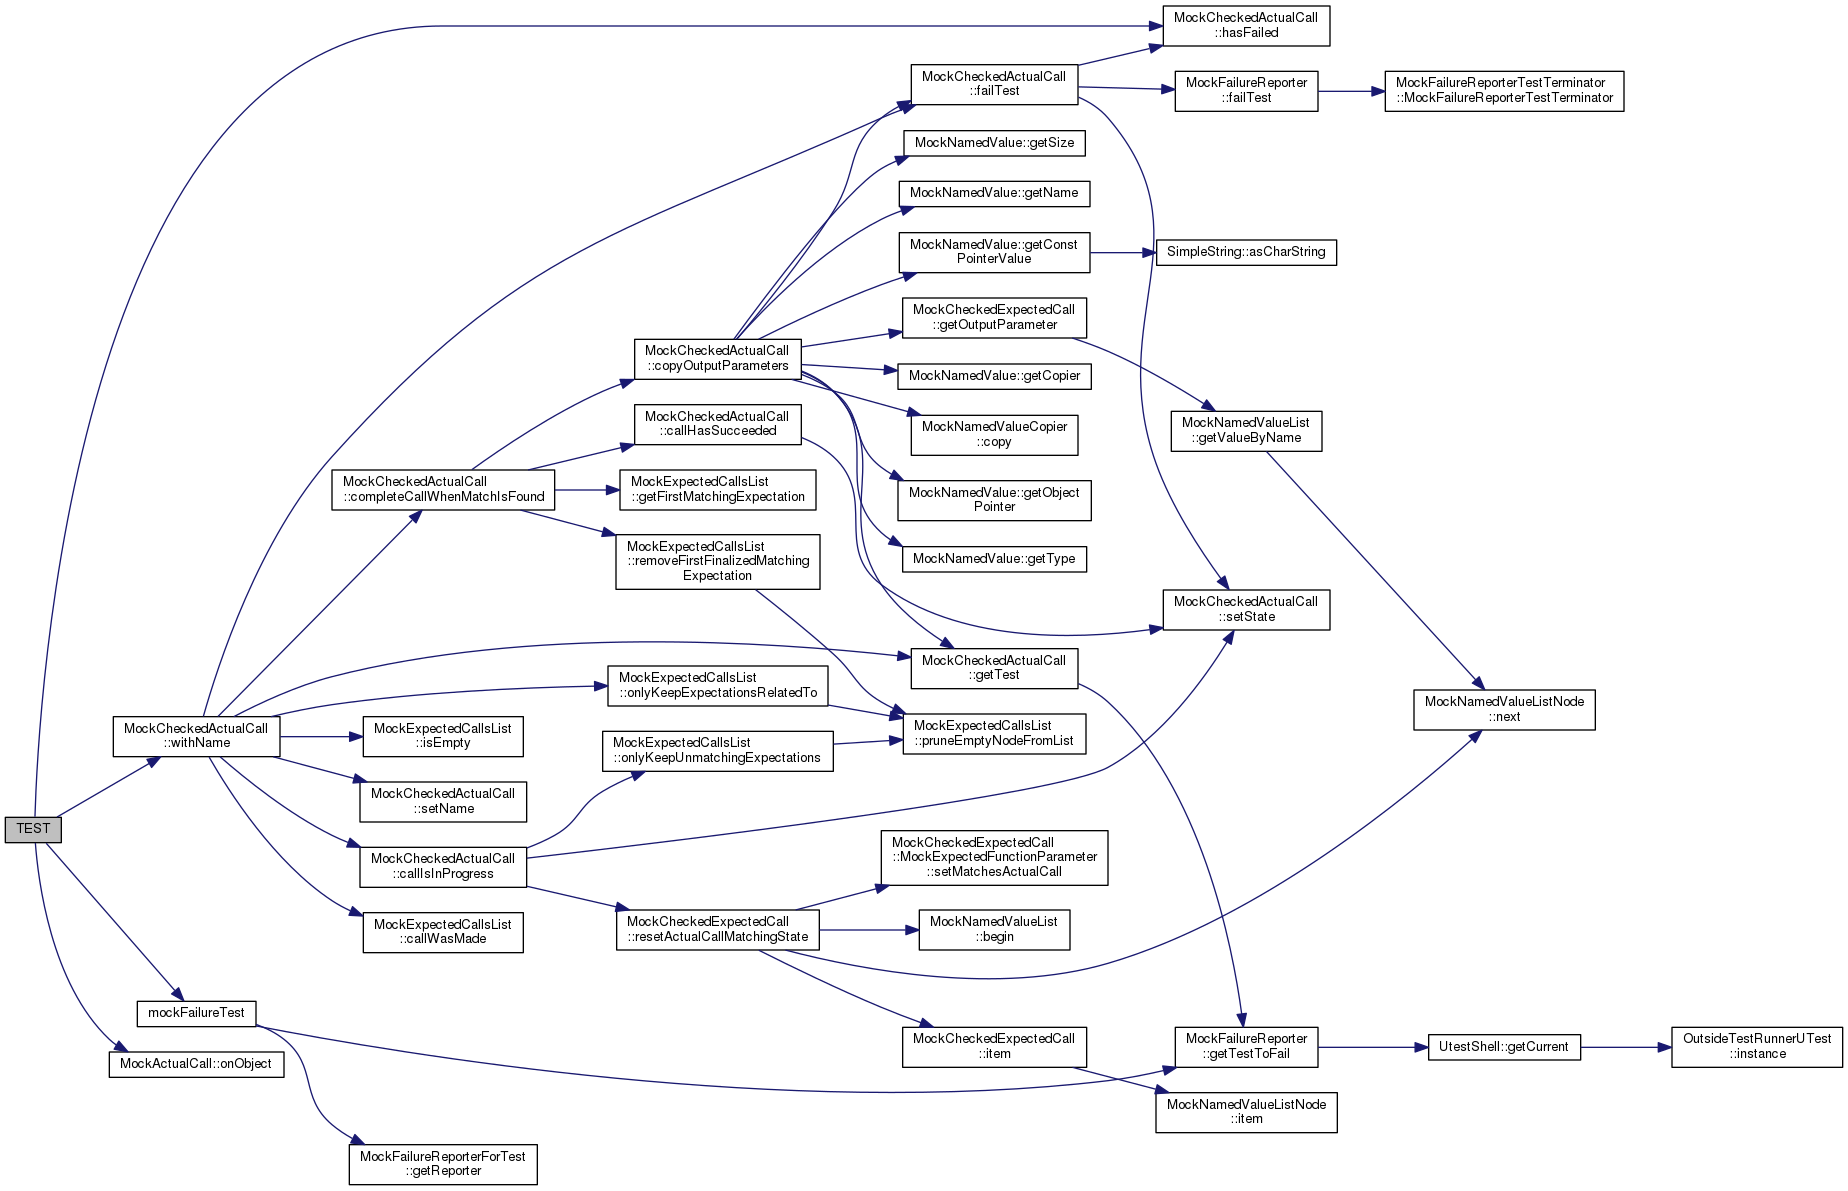 MockCheckedActualCall
::hasFailed
MockCheckedActualCall
::failTest
MockFailureReporter
::failTest
MockFailureReporterTestTerminator
::MockFailureReporterTestTerminator
MockNamedValue::getSize
MockNamedValue::getName
MockNamedValue::getConst
PointerValue
SimpleString::asCharString
MockCheckedExpectedCall
::getOutputParameter
MockCheckedActualCall
::copyOutputParameters
MockNamedValue::getCopier
MockCheckedActualCall
::callHasSucceeded
MockNamedValueCopier
::copy
MockNamedValueList
::getValueByName
MockCheckedActualCall
::completeCallWhenMatchIsFound
MockExpectedCallsList
::getFirstMatchingExpectation
MockNamedValue::getObject
Pointer
MockExpectedCallsList
::removeFirstFinalizedMatching
Expectation
MockNamedValue::getType
MockCheckedActualCall
::setState
MockCheckedActualCall
::getTest
MockExpectedCallsList
::onlyKeepExpectationsRelatedTo
MockNamedValueListNode
::next
MockCheckedActualCall
::withName
MockExpectedCallsList
::isEmpty
MockExpectedCallsList
::onlyKeepUnmatchingExpectations
MockExpectedCallsList
::pruneEmptyNodeFromList
MockCheckedActualCall
::setName
TEST
MockCheckedActualCall
::callIsInProgress
MockCheckedExpectedCall
::MockExpectedFunctionParameter
::setMatchesActualCall
MockExpectedCallsList
::callWasMade
MockCheckedExpectedCall
::resetActualCallMatchingState
MockNamedValueList
::begin
mockFailureTest
MockCheckedExpectedCall
::item
MockFailureReporter
::getTestToFail
UtestShell::getCurrent
OutsideTestRunnerUTest
::instance
MockActualCall::onObject
MockNamedValueListNode
::item
MockFailureReporterForTest
::getReporter